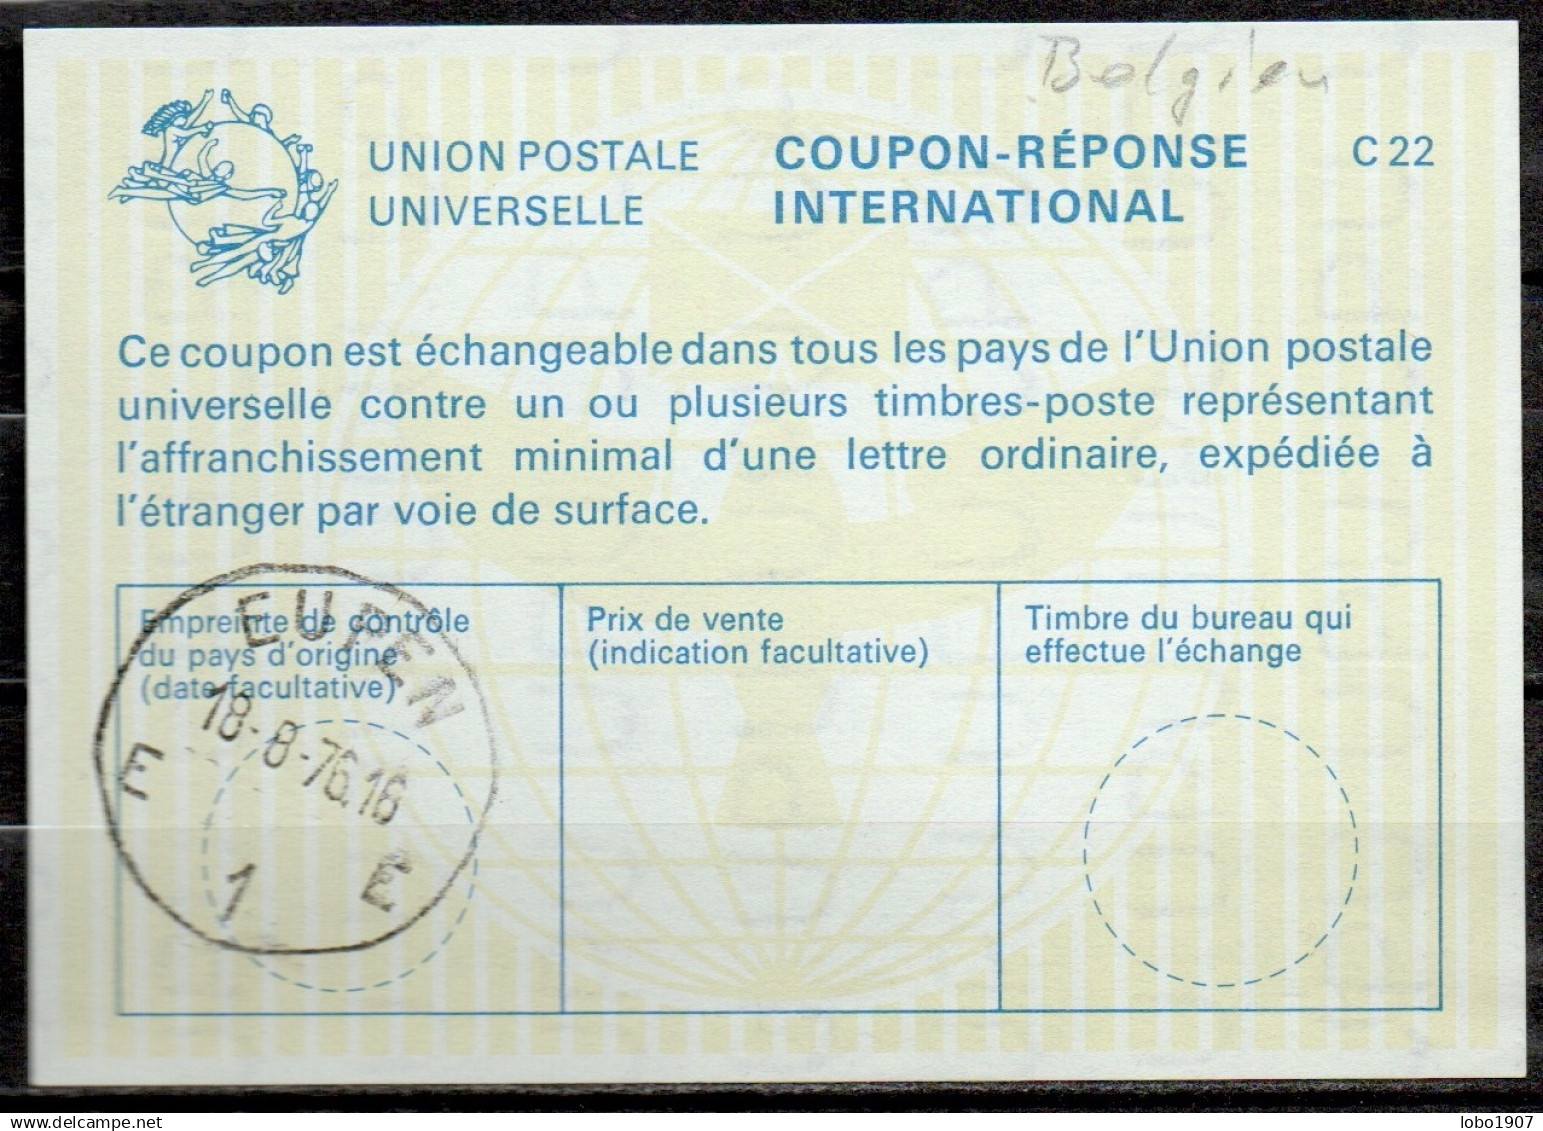 Belgien
UNION POSTALE
UNIVERSELLE
COUPON-RÉPONSE
INTERNATIONAL
C 22
Ce coupon est échangeable dans tous les pays de l'Union postale
universelle contre un ou plusieurs timbres-poste représentant
l'affranchissement minimal d'une lettre ordinaire, expédiée à
l'étranger par voie de surface.
Empreinte de contrôle
du pays d'origine
(date facultative)
EUPEN
18-8-76.16
E 1 E
Prix de vente
(indication facultative)
Timbre du bureau qui
effectue l'échange
delcampe.net
lobo1907